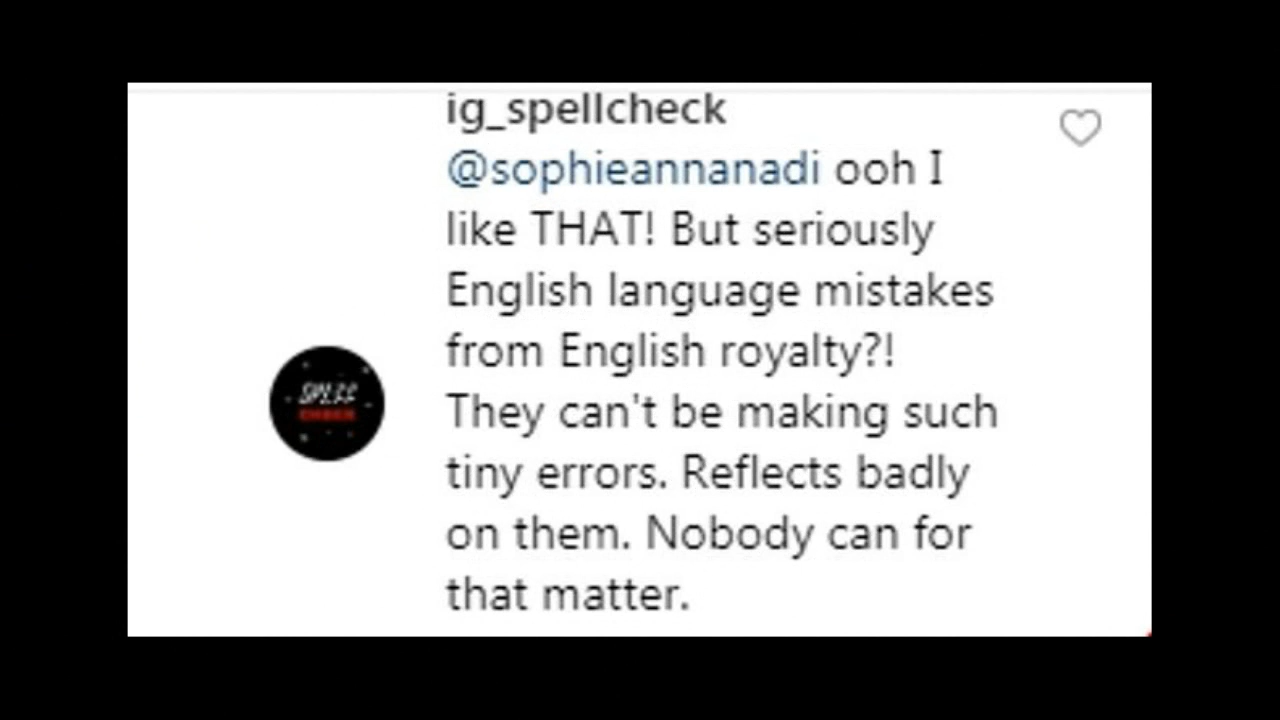 ig_spellcheck
@sophieannanadi ooh I
like THAT! But seriously
English language mistakes
from English royalty?!
They can't be making such
tiny errors. Reflects badly
on them. Nobody can for
that matter.